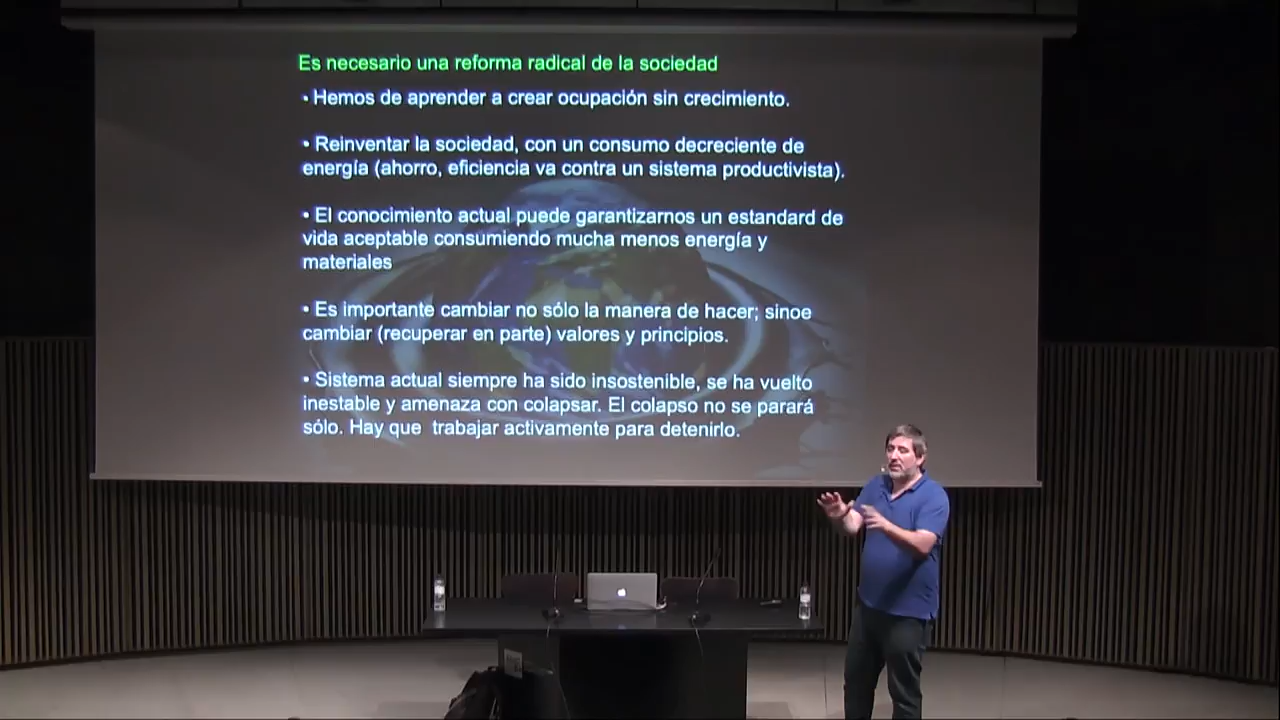 Es necesario una reforma radical de la sociedad
• Hemos de aprender a crear ocupación sin crecimiento.
• Reinventar la sociedad, con un consumo decreciente de
energía (ahorro, eficiencia va contra un sistema productivista).
• El conocimiento actual puede garantizarnos un estandard de
vida aceptable consumiendo mucha menos energía y
materiales
• Es importante cambiar no sólo la manera de hacer; sinoe
cambiar (recuperar en parte) valores y principios.
• Sistema actual siempre ha sido insostenible, se ha vuelto
inestable y amenaza con colapsar. El colapso no se parará
sólo. Hay que  trabajar activamente para detenirlo.